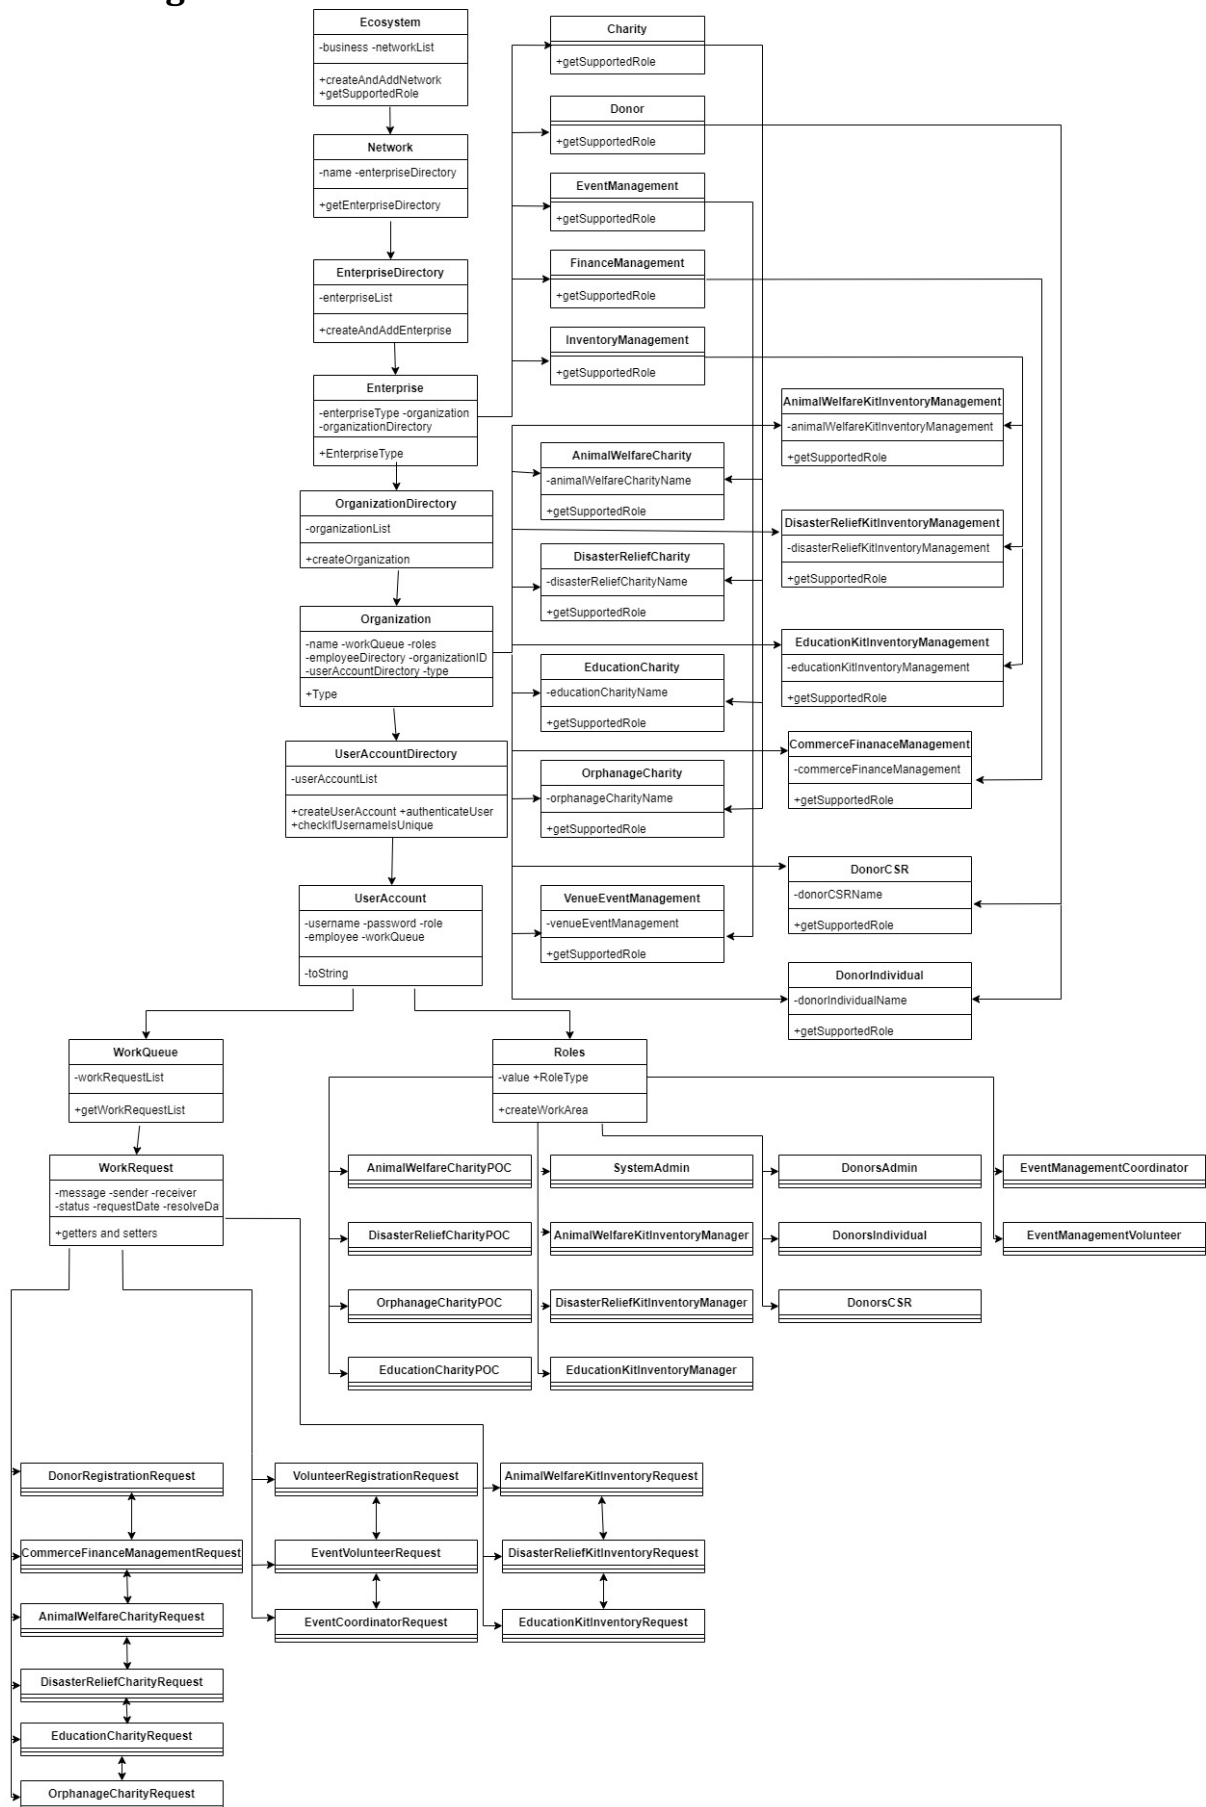 Ecosystem
-business -networkList
+createAndAddNetwork
+getSupportedRole
Network
-name -enterpriseDirectory
+getEnterpriseDirectory
EnterpriseDirectory
-enterpriseList
+createAndAddEnterprise
Enterprise
-enterpriseType -organization
-organizationDirectory
+EnterpriseType
OrganizationDirectory
-organizationList
+createOrganization
Organization
-name -workQueue -roles
-employeeDirectory -organizationID
-userAccountDirectory -type
+Type
UserAccountDirectory
-userAccountList
+createUserAccount +authenticateUser
+checkIfUsernameIsUnique
UserAccount
-username -password -role
-employee -workQueue
-toString
Charity
+getSupportedRole
Donor
+getSupportedRole
EventManagement
+getSupportedRole
FinanceManagement
+getSupportedRole
InventoryManagement
+getSupportedRole
AnimalWelfareCharity
-animalWelfareCharityName
+getSupportedRole
DisasterReliefCharity
-disasterReliefCharityName
+getSupportedRole
EducationCharity
-educationCharityName
+getSupportedRole
OrphanageCharity
-orphanageCharityName
+getSupportedRole
VenueEventManagement
-venueEventManagement
+getSupportedRole
AnimalWelfareKitInventoryManagement
-animalWelfareKitInventoryManagement
+getSupportedRole
DisasterReliefKitInventoryManagement
-disasterReliefKitInventoryManagement
+getSupportedRole
EducationKitInventoryManagement
-educationKitInventoryManagement
+getSupportedRole
CommerceFinanaceManagement
-commerceFinanceManagement
+getSupportedRole
DonorCSR
-donorCSRName
+getSupportedRole
DonorIndividual
-donorIndividualName
+getSupportedRole
WorkQueue
-workRequestList
+getWorkRequestList
WorkRequest
-message -sender -receiver
-status -requestDate -resolveDa
+getters and setters
Roles
-value +RoleType
+createWorkArea
AnimalWelfareCharityPOC
DisasterReliefCharityPOC
OrphanageCharityPOC
EducationCharityPOC
SystemAdmin
AnimalWelfareKitInventoryManager
DisasterReliefKitInventoryManager
EducationKitInventoryManager
DonorsAdmin
DonorsIndividual
DonorsCSR
EventManagementCoordinator
EventManagementVolunteer
DonorRegistrationRequest
CommerceFinanceManagementRequest
AnimalWelfareCharityRequest
DisasterReliefCharityRequest
EducationCharityRequest
OrphanageCharityRequest
VolunteerRegistrationRequest
EventVolunteerRequest
EventCoordinatorRequest
AnimalWelfareKitInventoryRequest
DisasterReliefKitInventoryRequest
EducationKitInventoryRequest